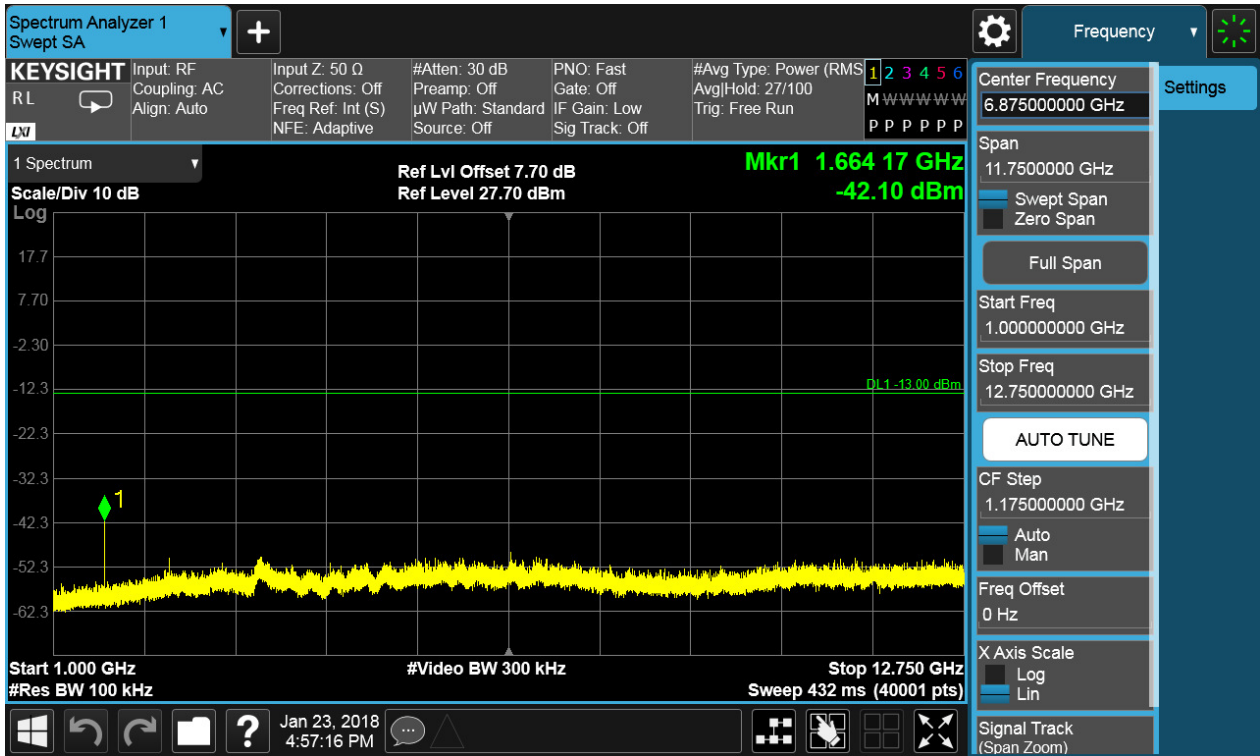 Spectrum Analyzer 1
Swept SA
Frequency
KEYSIGHT
R L
LXI
Input: RF
Coupling: AC
Align: Auto
Input Z: 50 Ω
Corrections: Off
Freq Ref: Int (S)
NFE: Adaptive
#Atten: 30 dB
Preamp: Off
µW Path: Standard
Source: Off
PNO: Fast
Gate: Off
IF Gain: Low
Sig Track: Off
#Avg Type: Power (RMS
Avg|Hold: 27/100
Trig: Free Run
1 2 3 4 5 6
M W W W W W
P P P P P P
1 Spectrum
Scale/Div 10 dB
Ref Lvl Offset 7.70 dB
Ref Level 27.70 dBm
Mkr1 1.664 17 GHz
-42.10 dBm
Log
17.7
7.70
-2.30
-12.3
DL1 -13.00 dBm
-22.3
-32.3
1
-42.3
-52.3
-62.3
Start 1.000 GHz
#Video BW 300 kHz
Stop 12.750 GHz
#Res BW 100 kHz
Sweep 432 ms (40001 pts)
Jan 23, 2018
4:57:16 PM
Center Frequency
6.875000000 GHz
Settings
Span
11.7500000 GHz
Swept Span
Zero Span
Full Span
Start Freq
1.000000000 GHz
Stop Freq
12.750000000 GHz
AUTO TUNE
CF Step
1.175000000 GHz
Auto
Man
Freq Offset
0 Hz
X Axis Scale
Log
Lin
Signal Track
(Span Zoom)